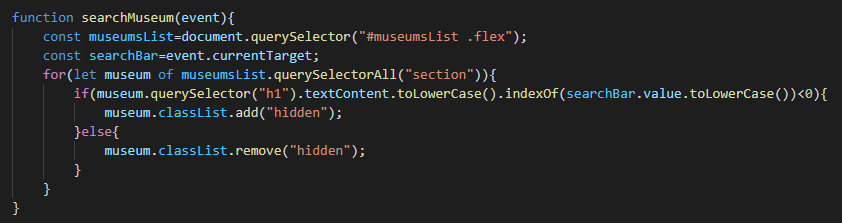 function searchMuseum(event){
    const museumsList=document.querySelector("#museumsList .flex");
    const searchBar=event.currentTarget;
    for(let museum of museumsList.querySelectorAll("section")){
        if(museum.querySelector("h1").textContent.toLowerCase().indexOf(searchBar.value.toLowerCase())<0){
            museum.classList.add("hidden");
        }else{
            museum.classList.remove("hidden");
        }
    }
}